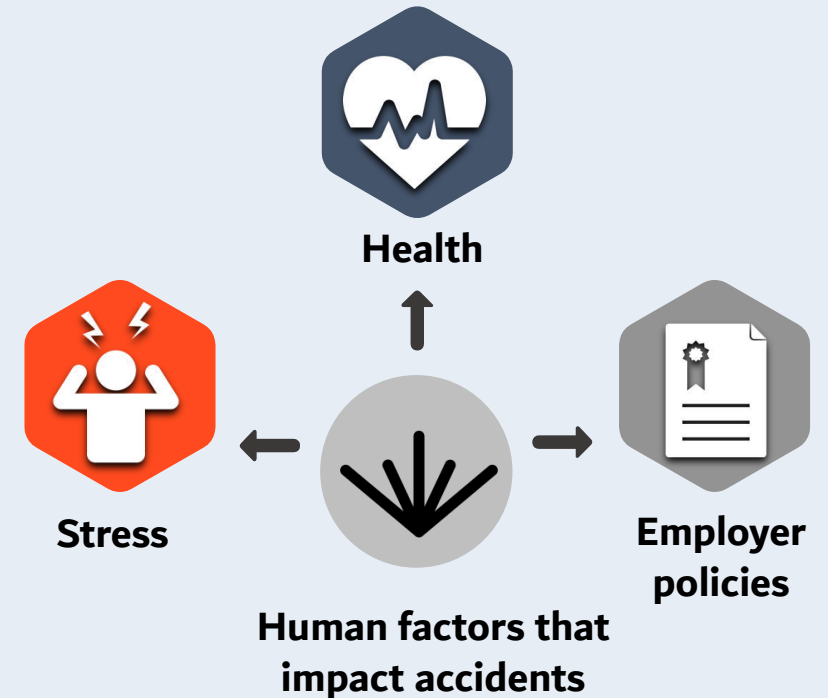 Health
Stress
Employer
policies
Human factors that
impact accidents